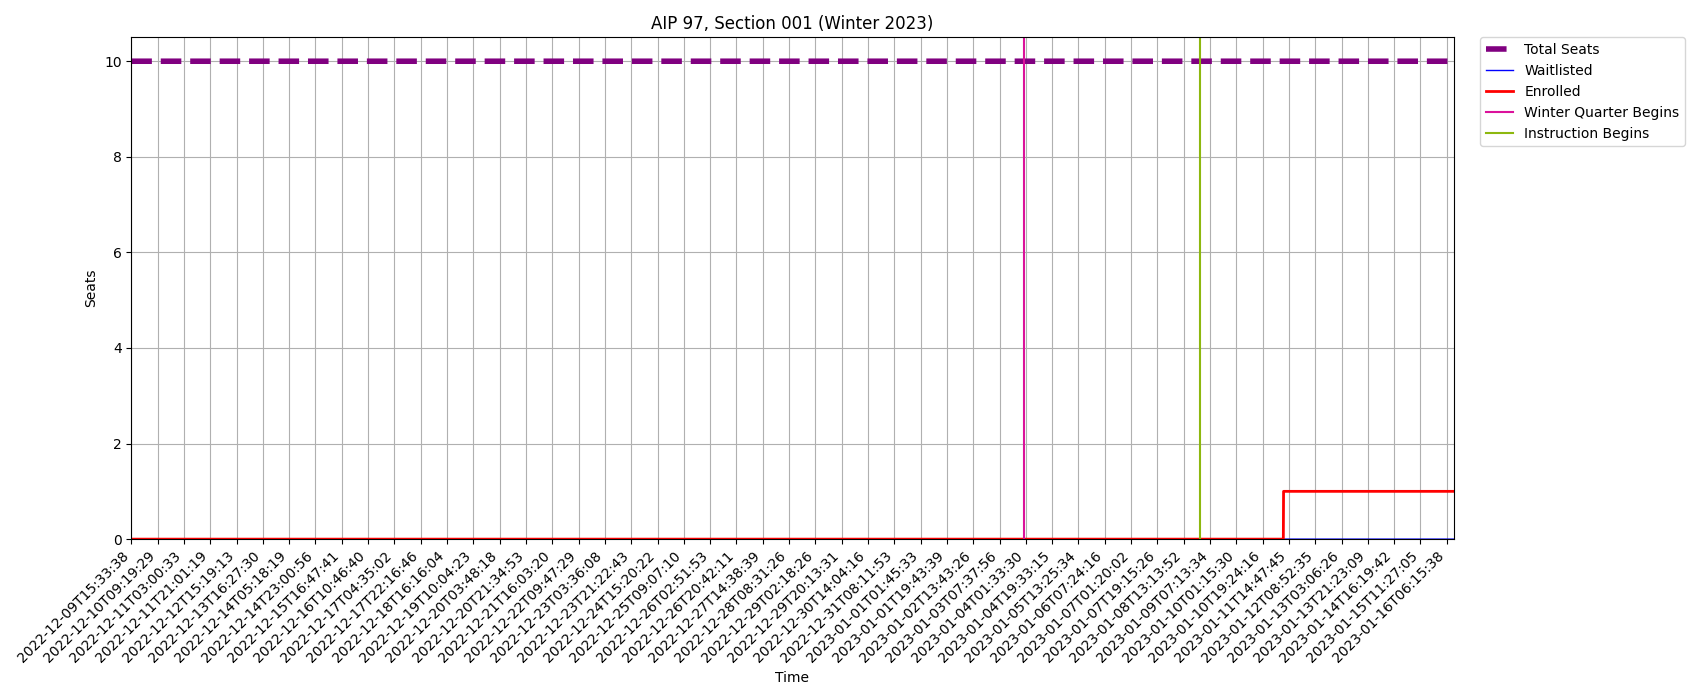 AIP 97, Section 001 (Winter 2023)
Total Seats
Waitlisted
Enrolled
Winter Quarter Begins
Instruction Begins
Seats
10
8
6
4
2
0
2022-12-09T15:33:38
2022-12-10T09:19:29
2022-12-11T03:00:33
2022-12-11T21:01:19
2022-12-12T15:19:13
2022-12-13T16:27:30
2022-12-14T05:18:19
2022-12-14T23:00:56
2022-12-15T16:47:41
2022-12-16T10:46:40
2022-12-17T04:35:02
2022-12-17T22:16:46
2022-12-18T16:16:04
2022-12-19T10:04:23
2022-12-20T03:48:18
2022-12-20T21:34:53
2022-12-21T16:03:20
2022-12-22T09:47:29
2022-12-23T03:36:08
2022-12-23T21:22:43
2022-12-24T15:20:22
2022-12-25T09:07:10
2022-12-26T02:51:53
2022-12-26T20:42:11
2022-12-27T14:38:39
2022-12-28T08:31:26
2022-12-29T02:18:26
2022-12-29T20:13:31
2022-12-30T14:04:16
2022-12-31T08:11:53
2023-01-01T01:45:33
2023-01-01T19:43:39
2023-01-02T13:43:26
2023-01-03T07:37:56
2023-01-04T01:33:30
2023-01-04T19:33:15
2023-01-05T13:25:34
2023-01-06T07:24:16
2023-01-07T01:20:02
2023-01-07T19:15:26
2023-01-08T13:13:52
2023-01-09T07:13:34
2023-01-10T01:15:30
2023-01-10T19:24:16
2023-01-11T14:47:45
2023-01-12T08:52:35
2023-01-13T03:06:26
2023-01-13T21:23:09
2023-01-14T16:19:42
2023-01-15T11:27:05
2023-01-16T06:15:38
Time